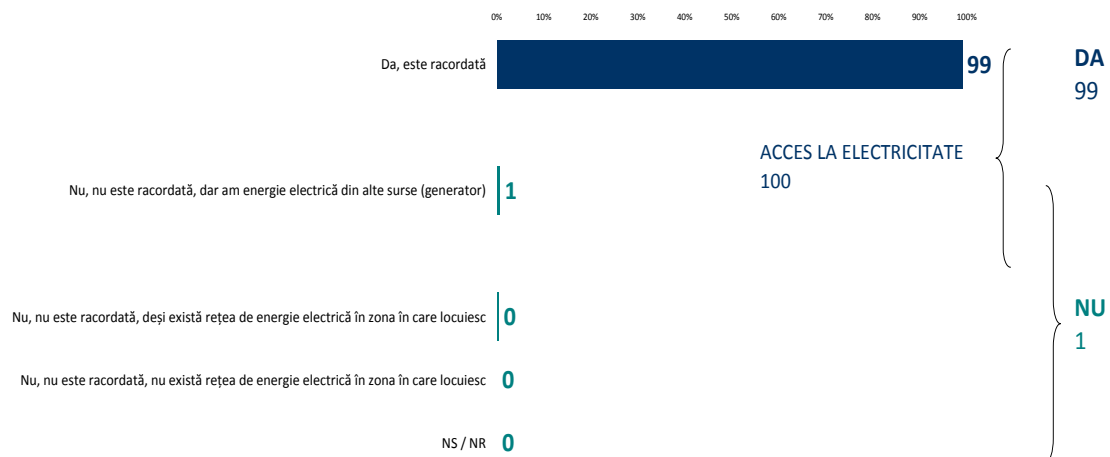 0% 10% 20% 30% 40% 50% 60% 70% 80% 90% 100%
Da, este racordată 99
DA
99
ACCES LA ELECTRICITATE
100
Nu, nu este racordată, dar am energie electrică din alte surse (generator) 1
Nu, nu este racordată, deși există rețea de energie electrică în zona în care locuiesc 0
NU
1
Nu, nu este racordată, nu există rețea de energie electrică în zona în care locuiesc 0
NS / NR 0